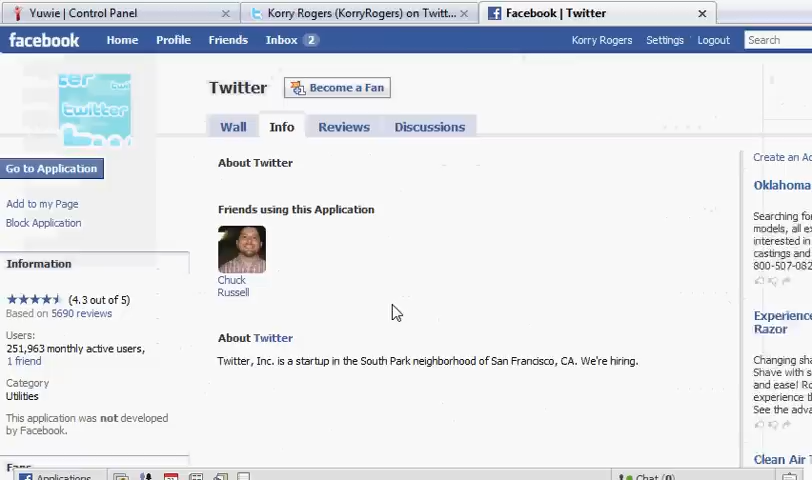 Yuwie | Control Panel
Korry Rogers (KorryRogers) on Twitt...
Facebook | Twitter
facebook
Home
Profile
Friends
Inbox 2
Korry Rogers
Settings
Logout
Search
twitter
Twitter
Become a Fan
Wall
Info
Reviews
Discussions
Go to Application
Add to my Page
Block Application
Information
(4.3 out of 5)
Based on 5690 reviews
Users:
251,963 monthly active users,
1 friend
Category
Utilities
This application was not developed
by Facebook.
Fans
About Twitter
Friends using this Application
Chuck
Russell
About Twitter
Twitter, Inc. is a startup in the South Park neighborhood of San Francisco, CA. We're hiring.
Create an Ad
Oklahoma
Searching fo
models, all e
interested in
castings and
800-507-082
Experience
Razor
Changing sha
Shave with s
and ease! Ro
experience th
See the adva
Clean Air T
Applications
Chat (0)